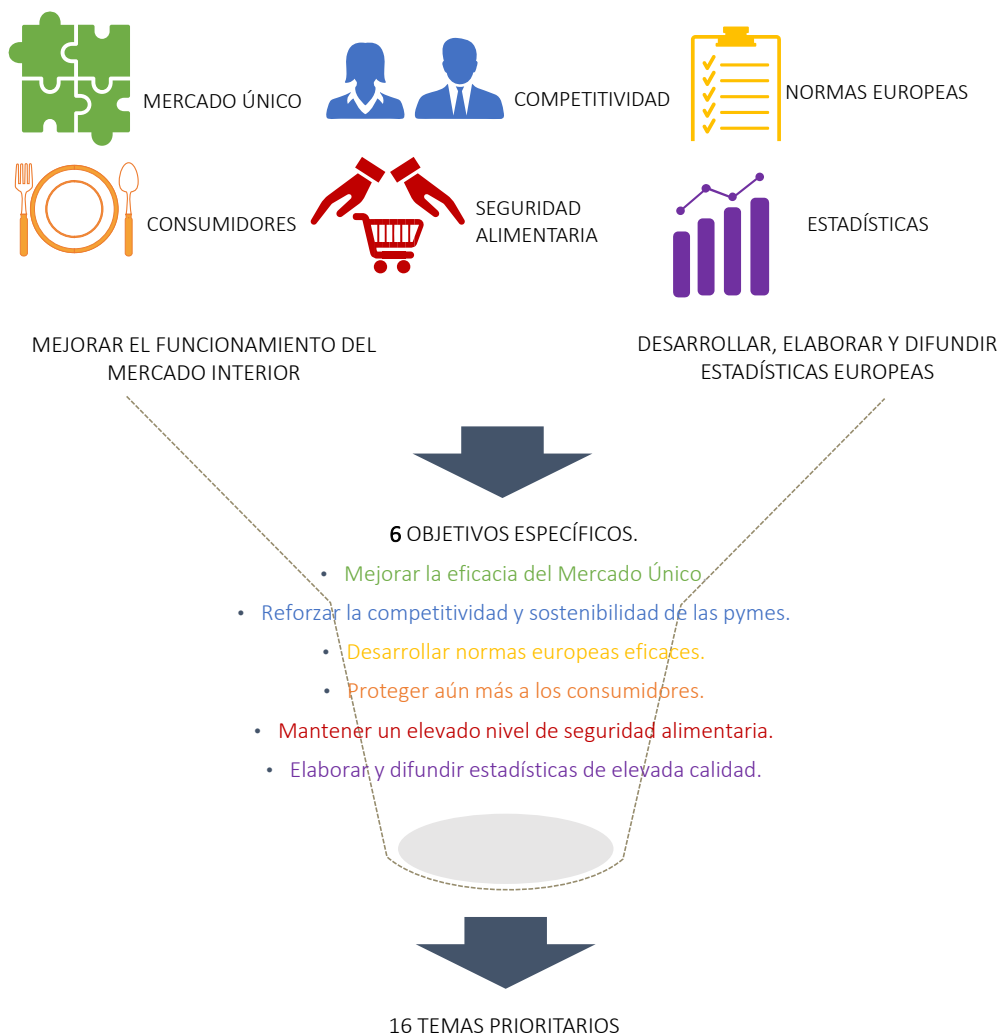 MERCADO ÚNICO
COMPETITIVIDAD
NORMAS EUROPEAS
CONSUMIDORES
SEGURIDAD
ALIMENTARIA
ESTADÍSTICAS
MEJORAR EL FUNCIONAMIENTO DEL
MERCADO INTERIOR
DESARROLLAR, ELABORAR Y DIFUNDIR
ESTADÍSTICAS EUROPEAS
6 OBJETIVOS ESPECÍFICOS.
• Mejorar la eficacia del Mercado Único
• Reforzar la competitividad y sostenibilidad de las pymes.
• Desarrollar normas europeas eficaces.
• Proteger aún más a los consumidores.
• Mantener un elevado nivel de seguridad alimentaria.
• Elaborar y difundir estadísticas de elevada calidad.
16 TEMAS PRIORITARIOS